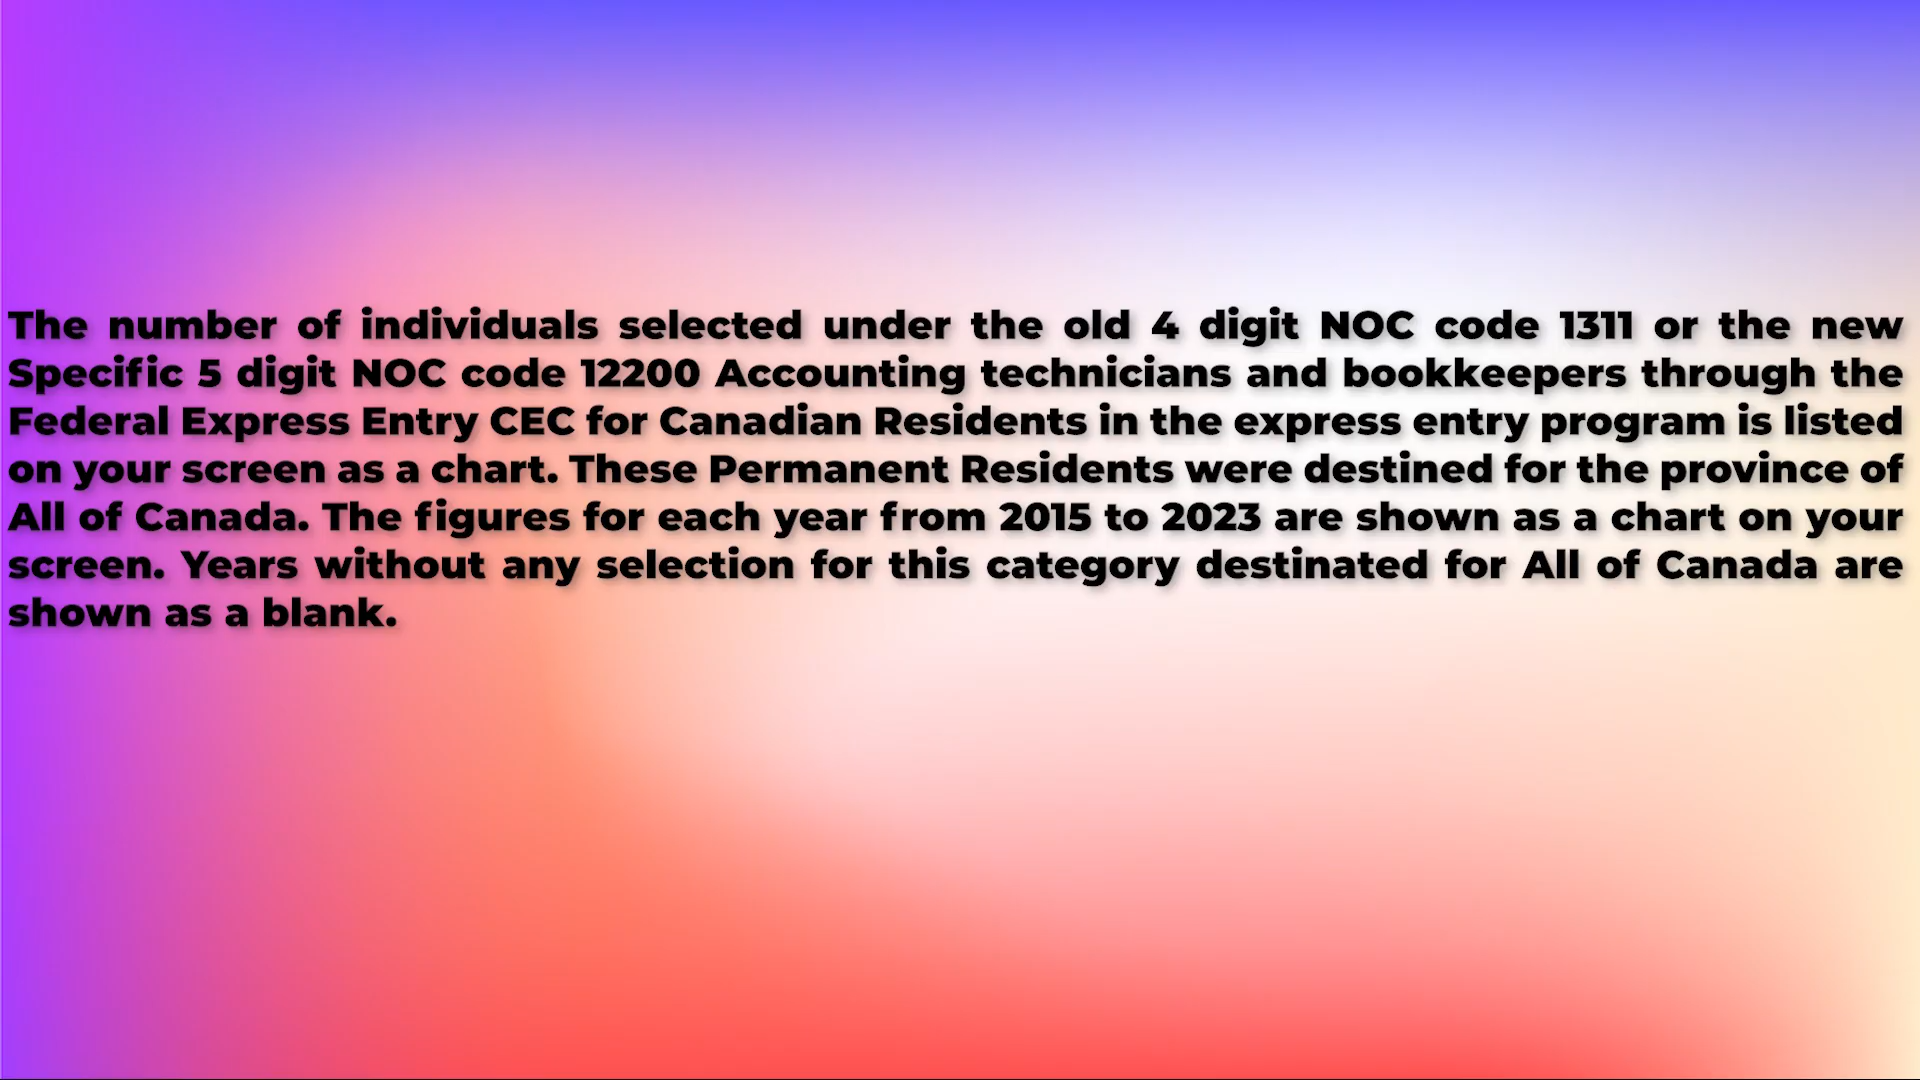 The number of individuals selected under the old 4 digit NOC code 1311 or the new
Specific 5 digit NOC code 12200 Accounting technicians and bookkeepers through the
Federal Express Entry CEC for Canadian Residents in the express entry program is listed
on your screen as a chart. These Permanent Residents were destined for the province of
All of Canada. The figures for each year from 2015 to 2023 are shown as a chart on your
screen. Years without any selection for this category destinated for All of Canada are
shown as a blank.